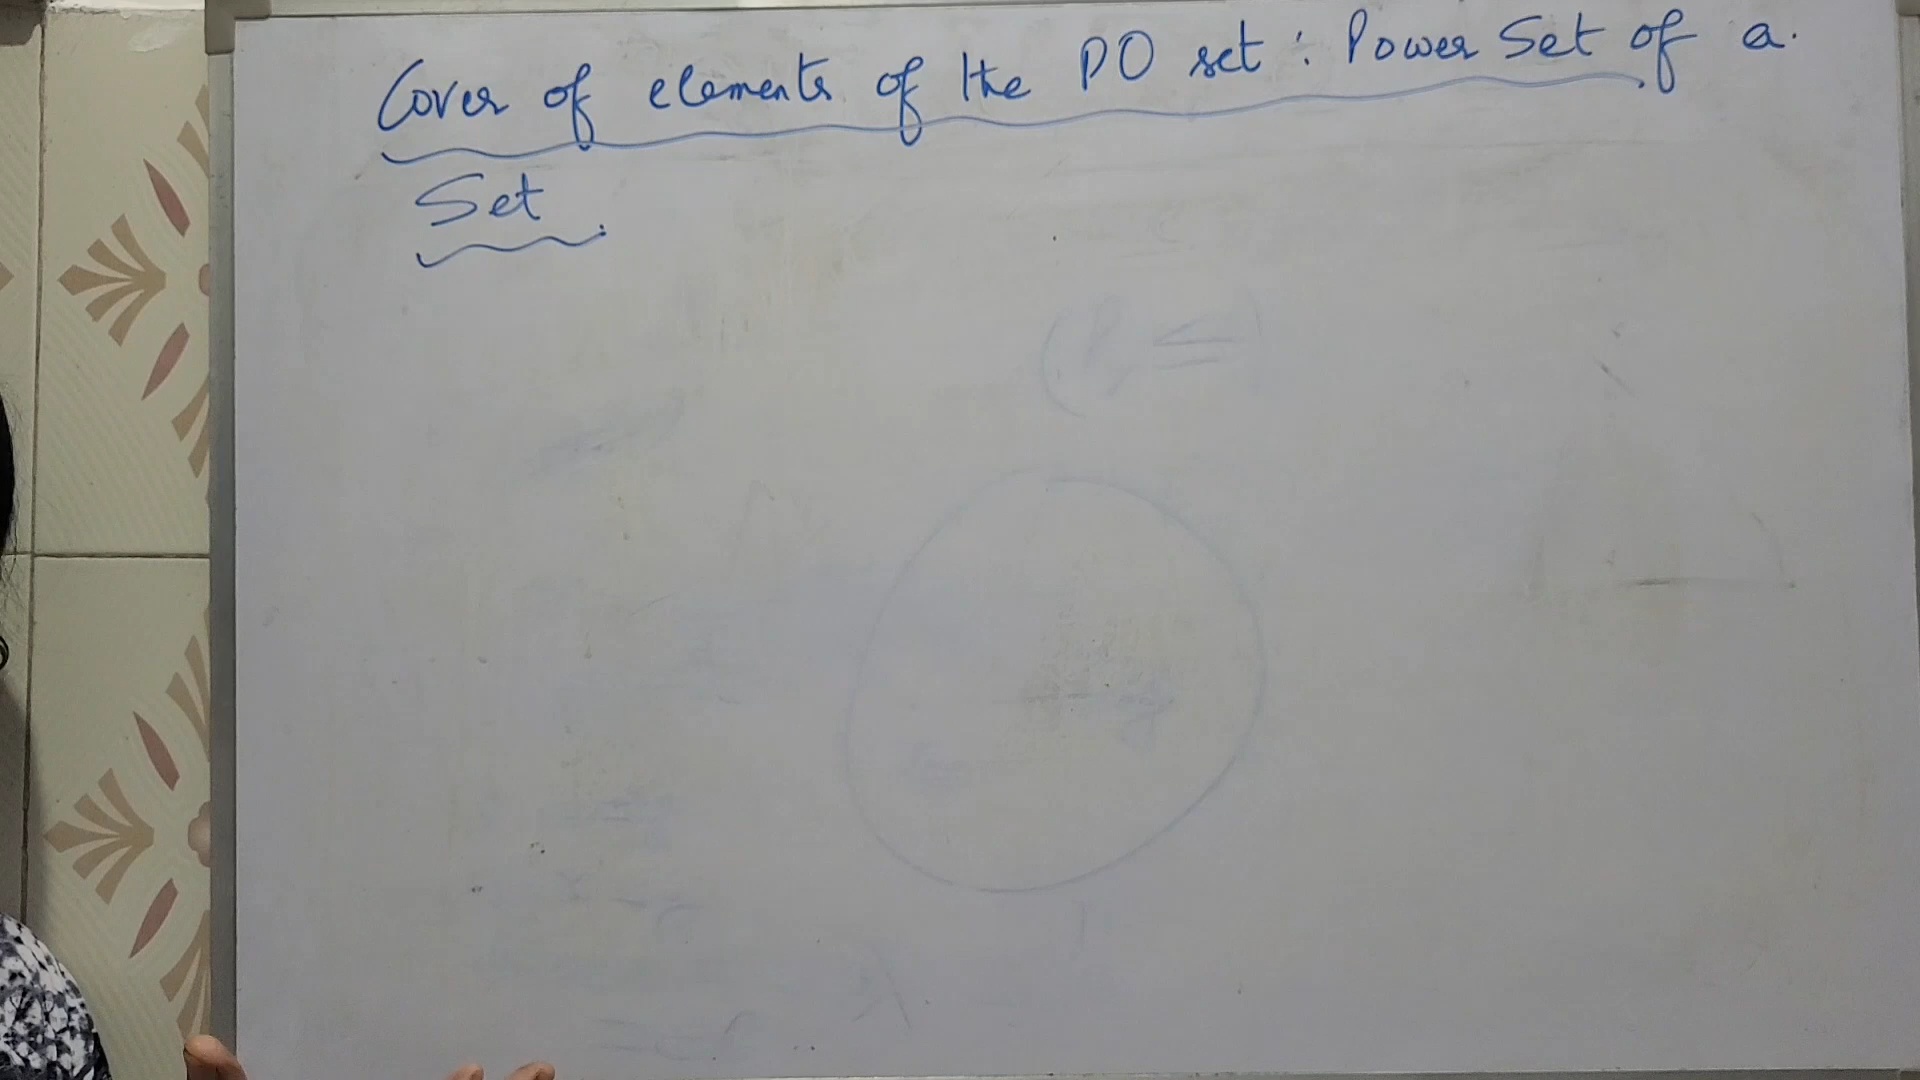 Cover of elements of the PO set : Power Set of a.
Set.
(P, ≤)